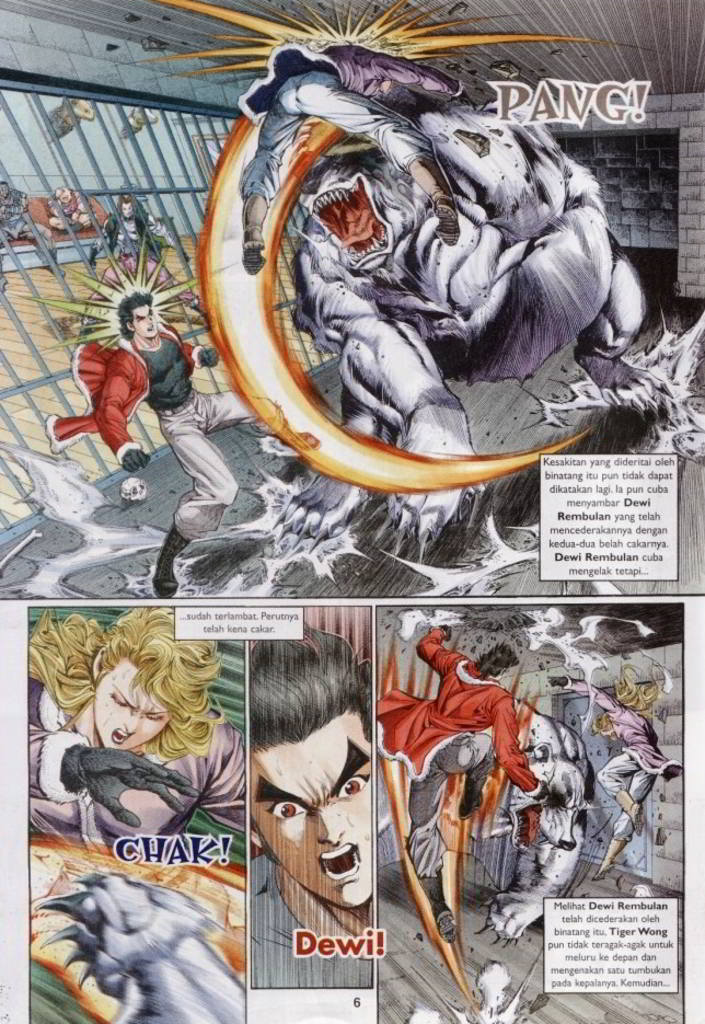 PANG!
Kesakitan yang dideritai oleh
binatang itu pun tidak dapat
dikatakan lagi. Ia pun cuba
menyambar Dewi
Rembulan yang telah
mencederakannya dengan
kedua-dua belah cakarnya.
Dewi Rembulan cuba
mengelak tetapi...
...sudah terlambat. Perutnya
telah kena cakar.
CHAK!
Dewi!
Melihat Dewi Rembulan
telah dicederakan oleh
binatang itu, Tiger Wong
pun tidak teragak-agak untuk
meluru ke depan dan
mengenakan satu tumbukan
pada kepalanya. Kemudian...
6